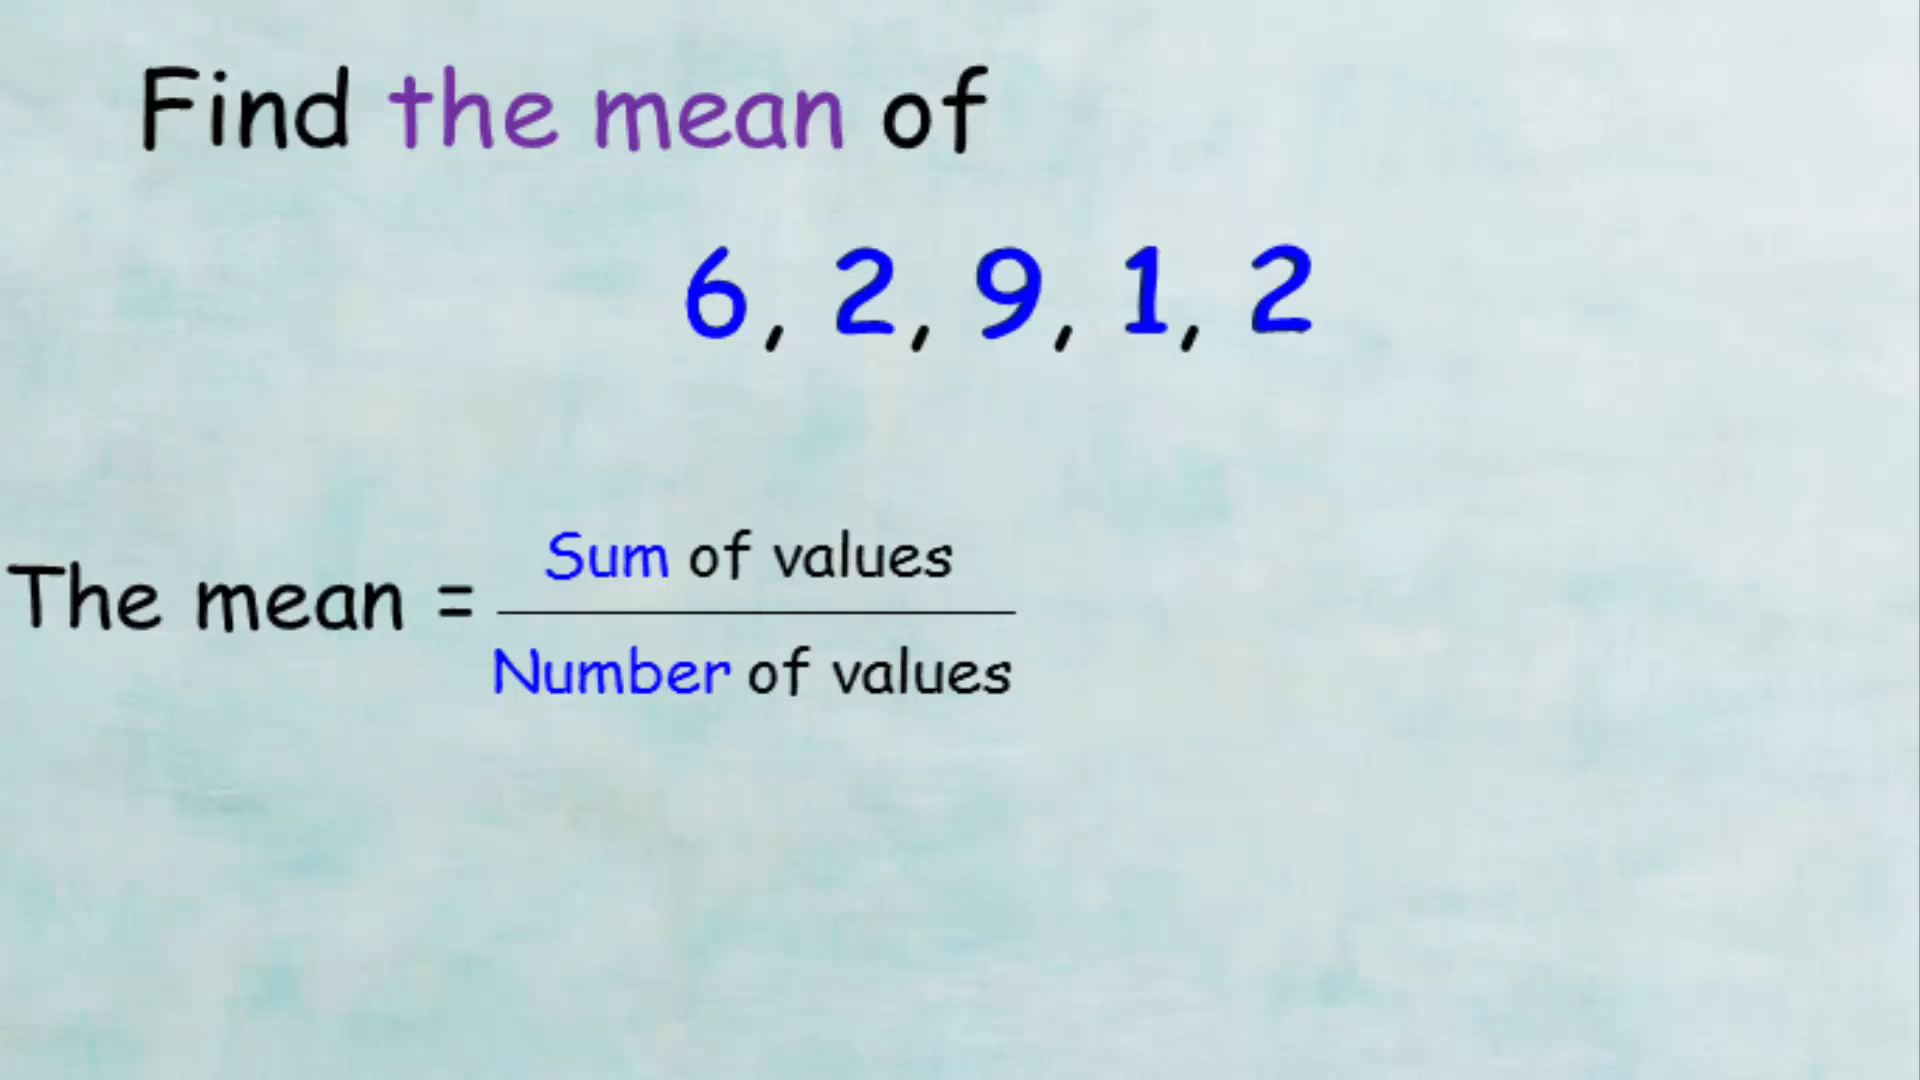 Find the mean of
6, 2, 9, 1, 2
Sum of values
The mean =
Number of values